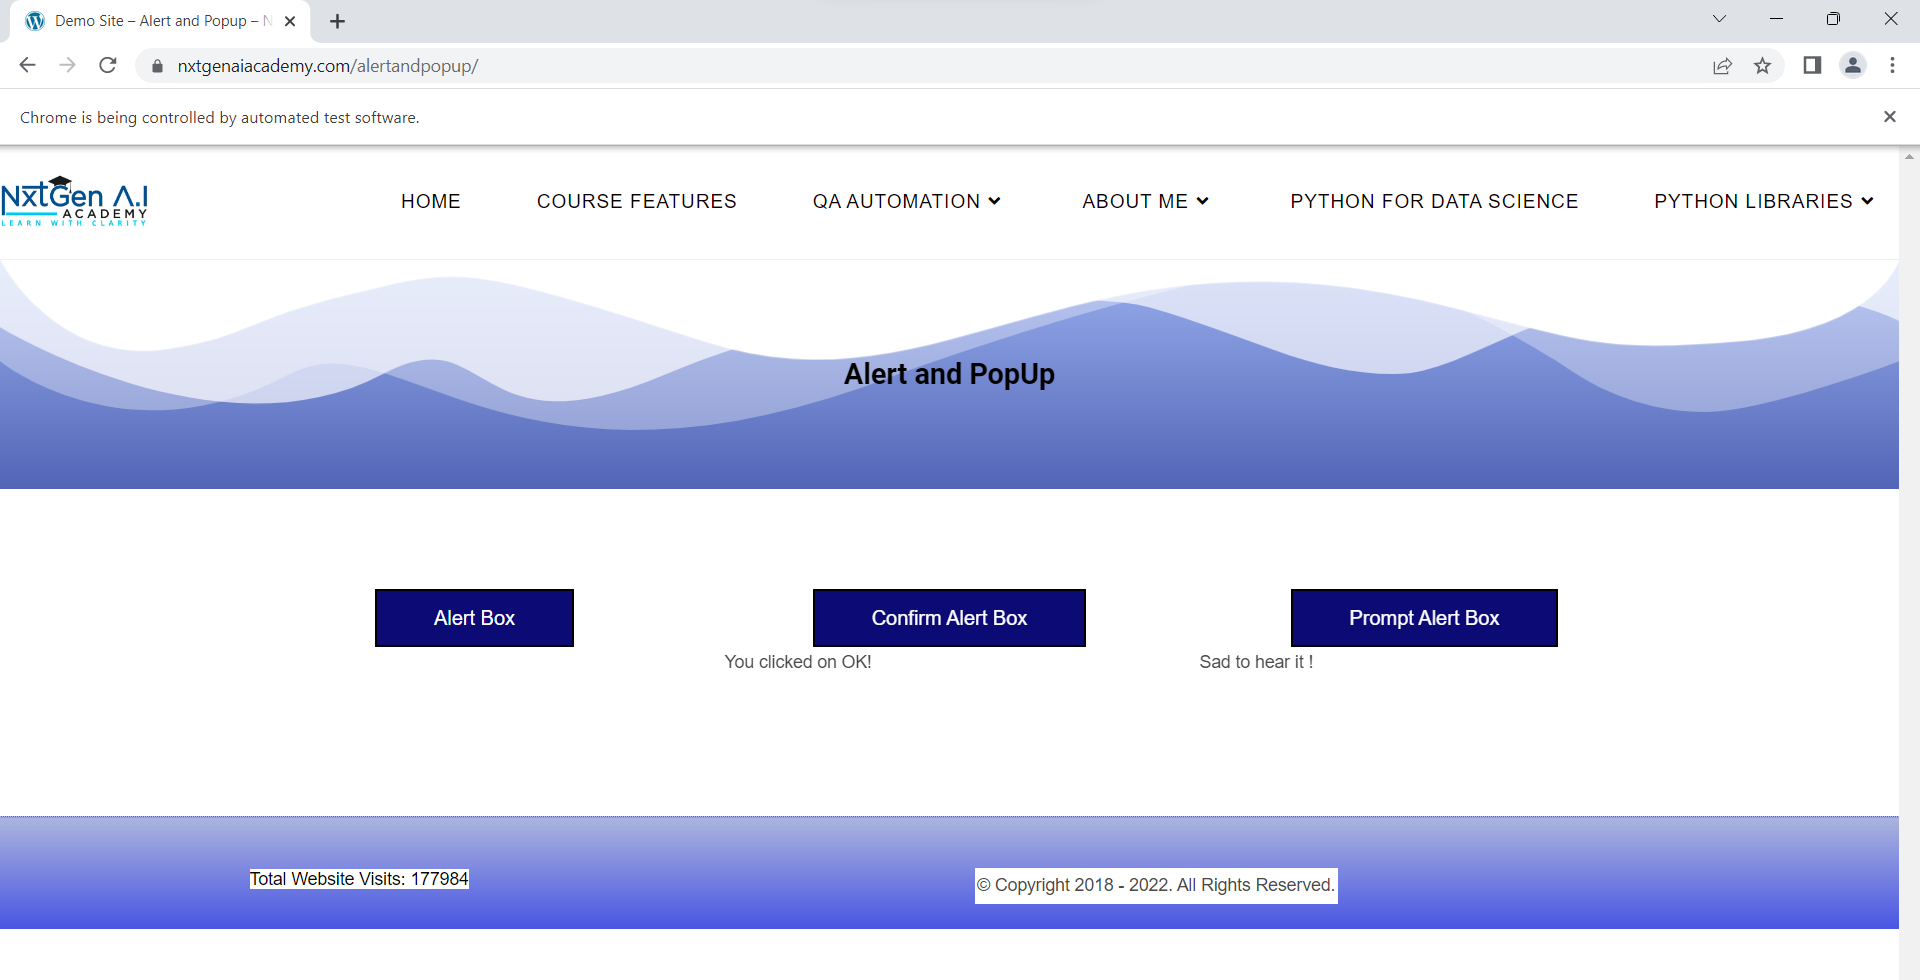 Demo Site – Alert and Popup – N
nxtgenaiacademy.com/alertandpopup/
Chrome is being controlled by automated test software.
NxtGen A.I
ACADEMY
LEARN WITH CLARITY
HOME COURSE FEATURES QA AUTOMATION ABOUT ME PYTHON FOR DATA SCIENCE PYTHON LIBRARIES
Alert and PopUp
Alert Box Confirm Alert Box Prompt Alert Box
You clicked on OK! Sad to hear it !
Total Website Visits: 177984
© Copyright 2018 - 2022. All Rights Reserved.